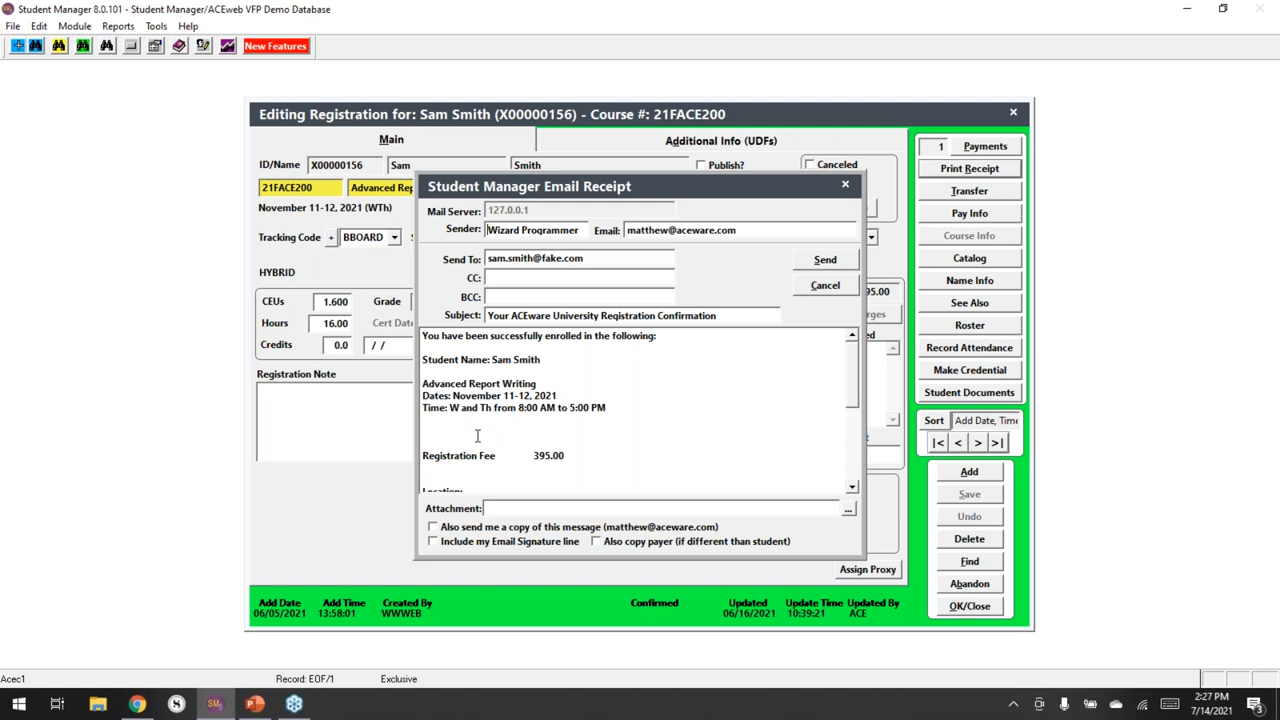 Student Manager 8.0.101 - Student Manager/ACEweb VFP Demo Database
File Edit Module Reports Tools Help
New Features
Editing Registration for: Sam Smith (X00000156) - Course #: 21FACE200
Main Additional Info (UDFs)
ID/Name X00000156 Sam Smith Publish? Canceled
21FACE200 Advanced Rep
November 11-12, 2021 (WTh)
Tracking Code + BBOARD
HYBRID
CEUs 1.600 Grade
Hours 16.00 Cert Date
Credits 0.0 / /
Registration Note
Student Manager Email Receipt
Mail Server: 127.0.0.1
Sender: Wizard Programmer Email: matthew@aceware.com
Send To: sam.smith@fake.com Send
CC: Cancel
BCC:
Subject: Your ACEware University Registration Confirmation
You have been successfully enrolled in the following:
Student Name: Sam Smith
Advanced Report Writing
Dates: November 11-12, 2021
Time: W and Th from 8:00 AM to 5:00 PM
Registration Fee 395.00
Location:
Attachment: ...
Also send me a copy of this message (matthew@aceware.com)
Include my Email Signature line Also copy payer (if different than student)
95.00
rges
Assign Proxy
1 Payments
Print Receipt
Transfer
Pay Info
Course Info
Catalog
Name Info
See Also
Roster
Record Attendance
Make Credential
Student Documents
Sort Add Date, Time
|< < > >|
Add
Save
Undo
Delete
Find
Abandon
OK/Close
Add Date Add Time Created By Confirmed Updated Update Time Updated By
06/05/2021 13:58:01 WWWEB 06/16/2021 10:39:21 ACE
Acec1 Record: EOF/1 Exclusive
2:27 PM
7/14/2021